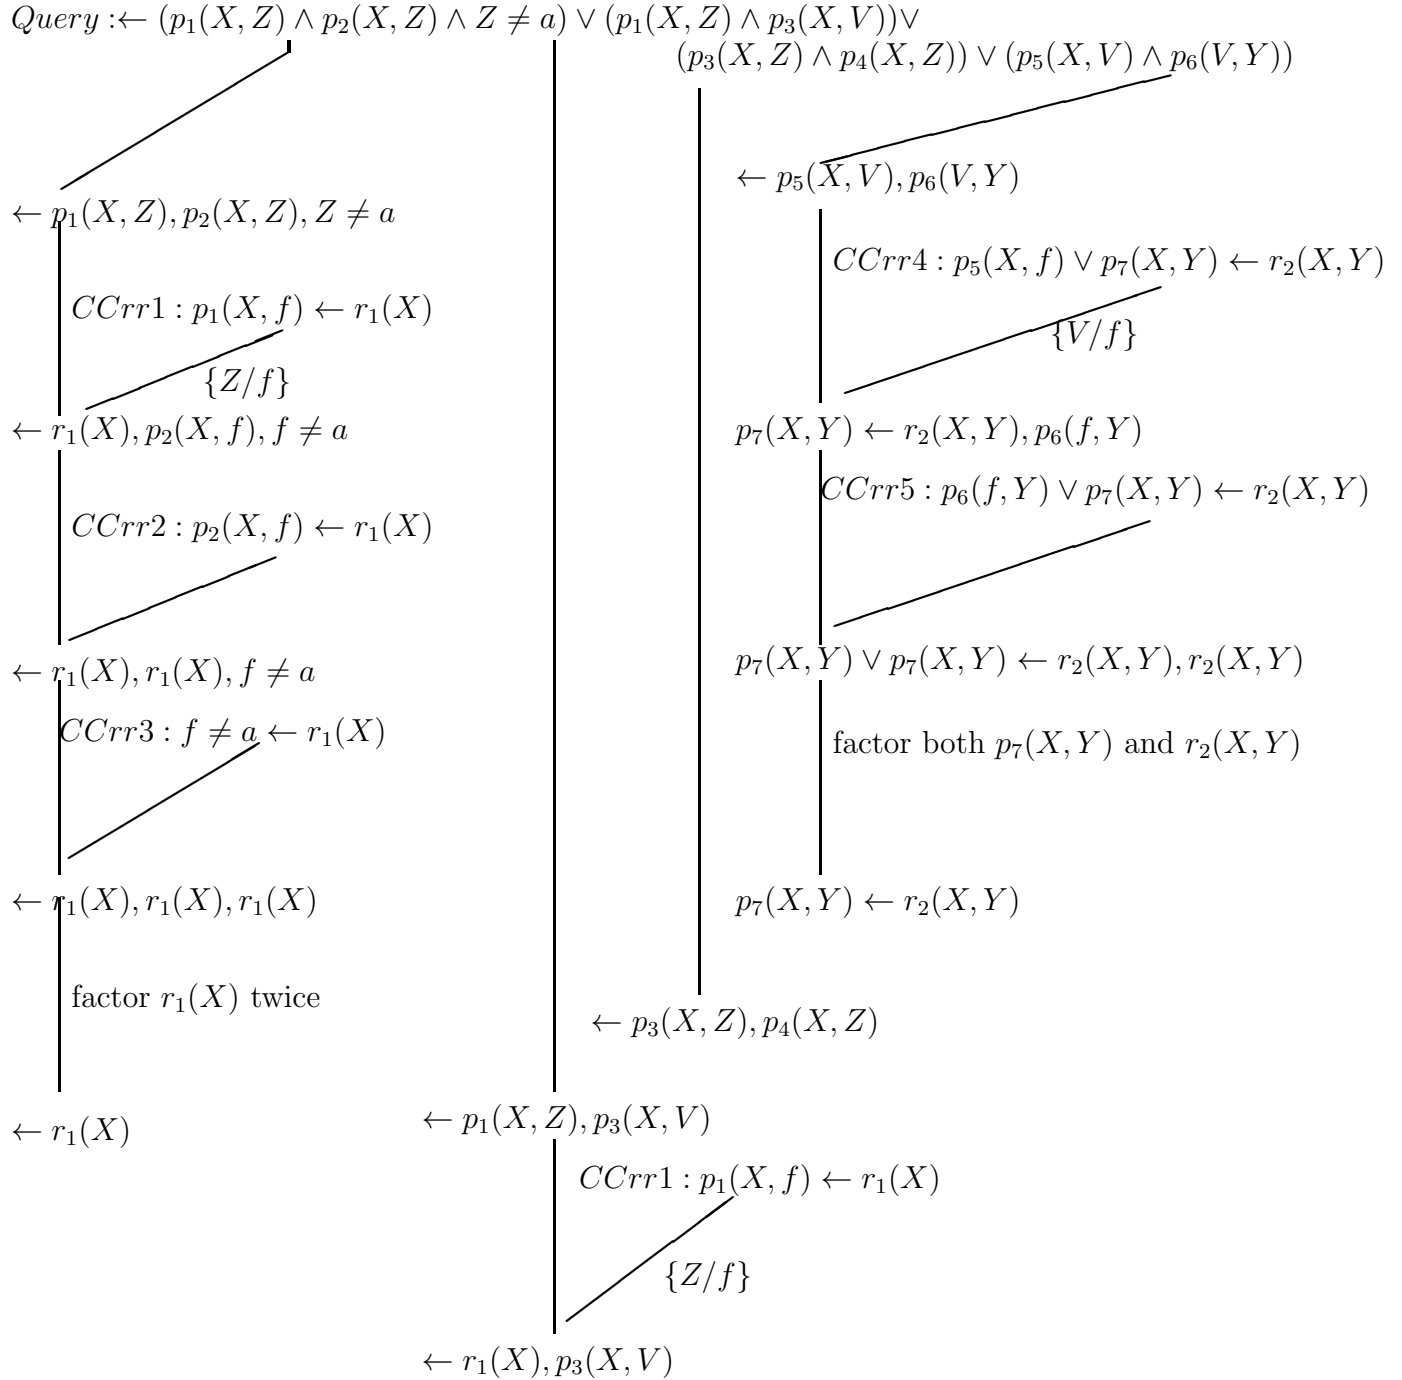 Query :← (p₁(X, Z) ∧ p₂(X, Z) ∧ Z ≠ a) ∨ (p₁(X, Z) ∧ p₃(X, V))∨
(p₃(X, Z) ∧ p₄(X, Z)) ∨ (p₅(X, V) ∧ p₆(V, Y))
← p₁(X, Z), p₂(X, Z), Z ≠ a
CCrr1 : p₁(X, f) ← r₁(X)
{Z/f}
← r₁(X), p₂(X, f), f ≠ a
CCrr2 : p₂(X, f) ← r₁(X)
← r₁(X), r₁(X), f ≠ a
CCrr3 : f ≠ a ← r₁(X)
← r₁(X), r₁(X), r₁(X)
factor r₁(X) twice
← r₁(X)
← p₁(X, Z), p₃(X, V)
CCrr1 : p₁(X, f) ← r₁(X)
{Z/f}
← r₁(X), p₃(X, V)
← p₃(X, Z), p₄(X, Z)
← p₅(X, V), p₆(V, Y)
CCrr4 : p₅(X, f) ∨ p₇(X, Y) ← r₂(X, Y)
{V/f}
p₇(X, Y) ← r₂(X, Y), p₆(f, Y)
CCrr5 : p₆(f, Y) ∨ p₇(X, Y) ← r₂(X, Y)
p₇(X, Y) ∨ p₇(X, Y) ← r₂(X, Y), r₂(X, Y)
factor both p₇(X, Y) and r₂(X, Y)
p₇(X, Y) ← r₂(X, Y)